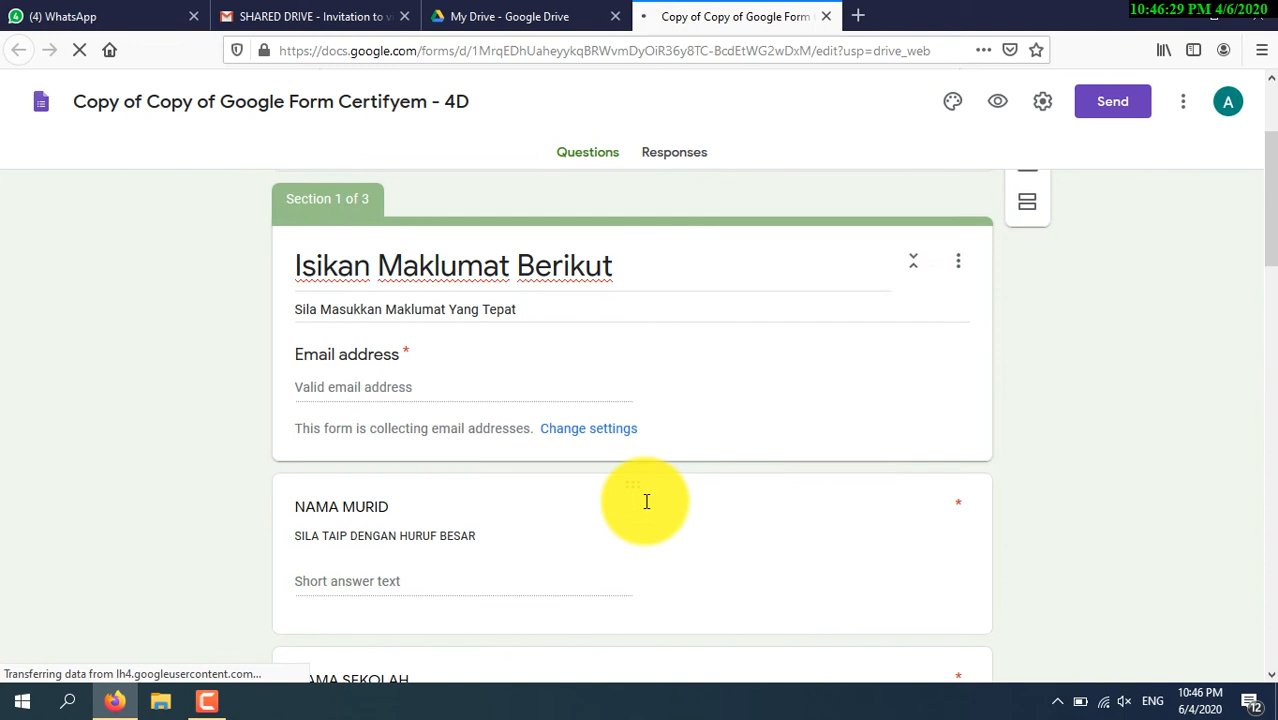 10:46:29 PM 4/6/2020
(4) WhatsApp
SHARED DRIVE - Invitation to v
My Drive - Google Drive
Copy of Copy of Google Form
https://docs.google.com/forms/d/1MrqEDhUaheyykqBRWvmDyOiR36y8TC-BcdEtWG2wDxM/edit?usp=drive_web
Copy of Copy of Google Form Certifyem - 4D
Send
A
Questions
Responses
Section 1 of 3
Isikan Maklumat Berikut
Sila Masukkan Maklumat Yang Tepat
Email address *
Valid email address
This form is collecting email addresses. Change settings
NAMA MURID *
SILA TAIP DENGAN HURUF BESAR
Short answer text
NAMA SEKOLAH *
Transferring data from lh4.googleusercontent.com...
ENG
10:46 PM
6/4/2020
12